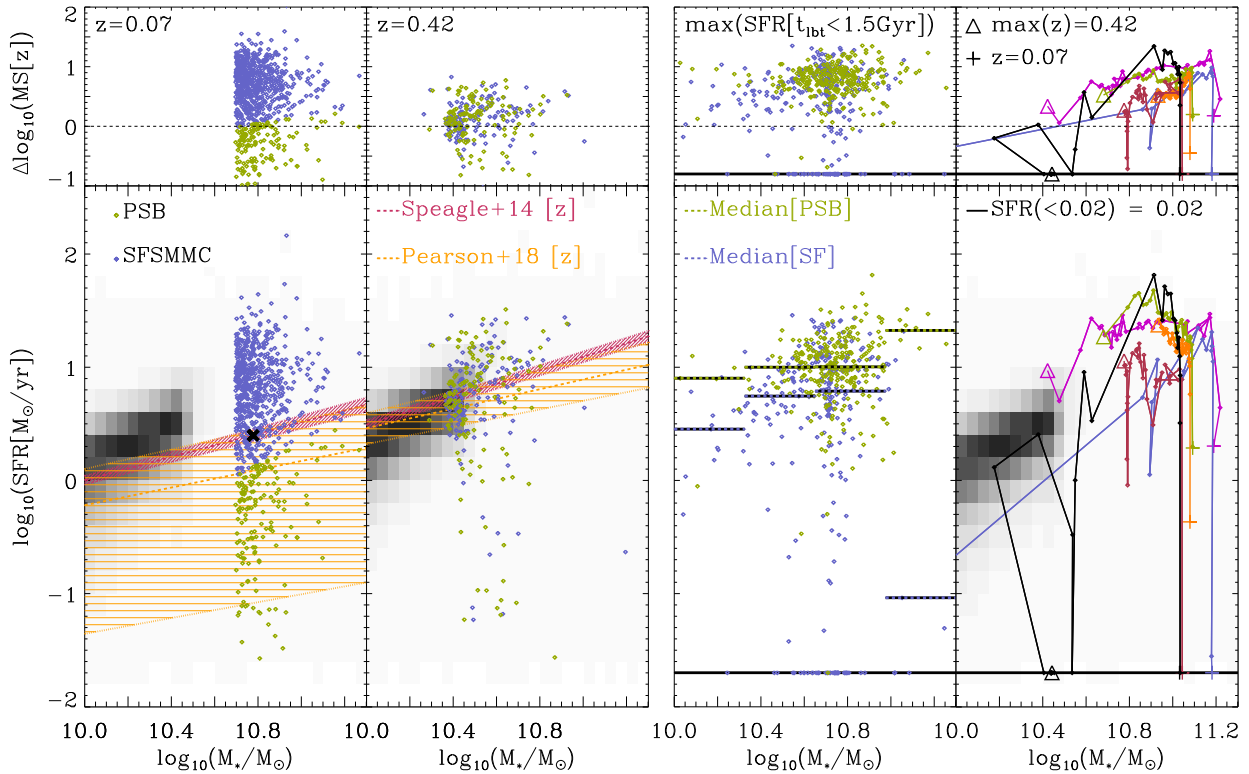 z=0.07
z=0.42
max(SFR[t_lbt<1.5Gyr])
△ max(z)=0.42
+ z=0.07
Δlog₁₀(MS[z])
2
1
0
−1
PSB
SFSMMC
Speagle+14 [z]
Pearson+18 [z]
Median[PSB]
Median[SF]
SFR(<0.02) = 0.02
log₁₀(SFR[M☉/yr])
2
1
0
−1
−2
10.0 10.4 10.8 10.0 10.4 10.8 11.2
10.0 10.4 10.8 10.0 10.4 10.8 11.2
log₁₀(M*/M☉)
log₁₀(M*/M☉)
log₁₀(M*/M☉)
log₁₀(M*/M☉)